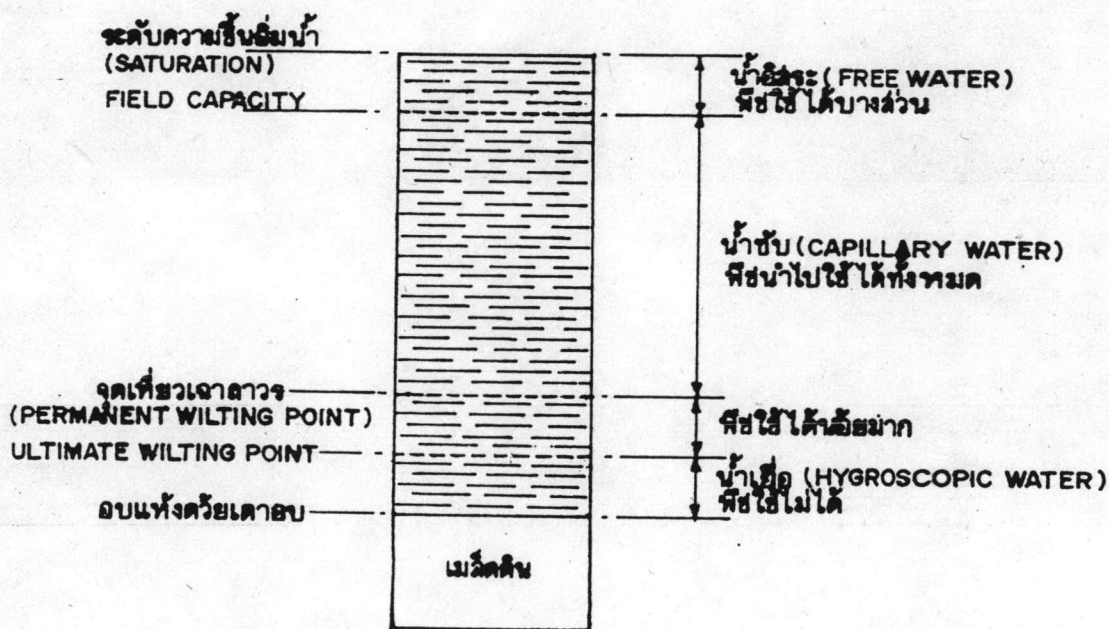 ระดับความชื้นอิ่มน้ำ
(SATURATION)
FIELD CAPACITY
จุดเหี่ยวเฉาถาวร
(PERMANENT WILTING POINT)
ULTIMATE WILTING POINT
อบแห้งด้วยเตาอบ
เมล็ดดิน
น้ำอิสระ (FREE WATER)
พืชใช้ได้บางส่วน
น้ำซับ (CAPILLARY WATER)
พืชนำไปใช้ได้ทั้งหมด
พืชใช้ได้น้อยมาก
น้ำเยื่อ (HYGROSCOPIC WATER)
พืชใช้ไม่ได้